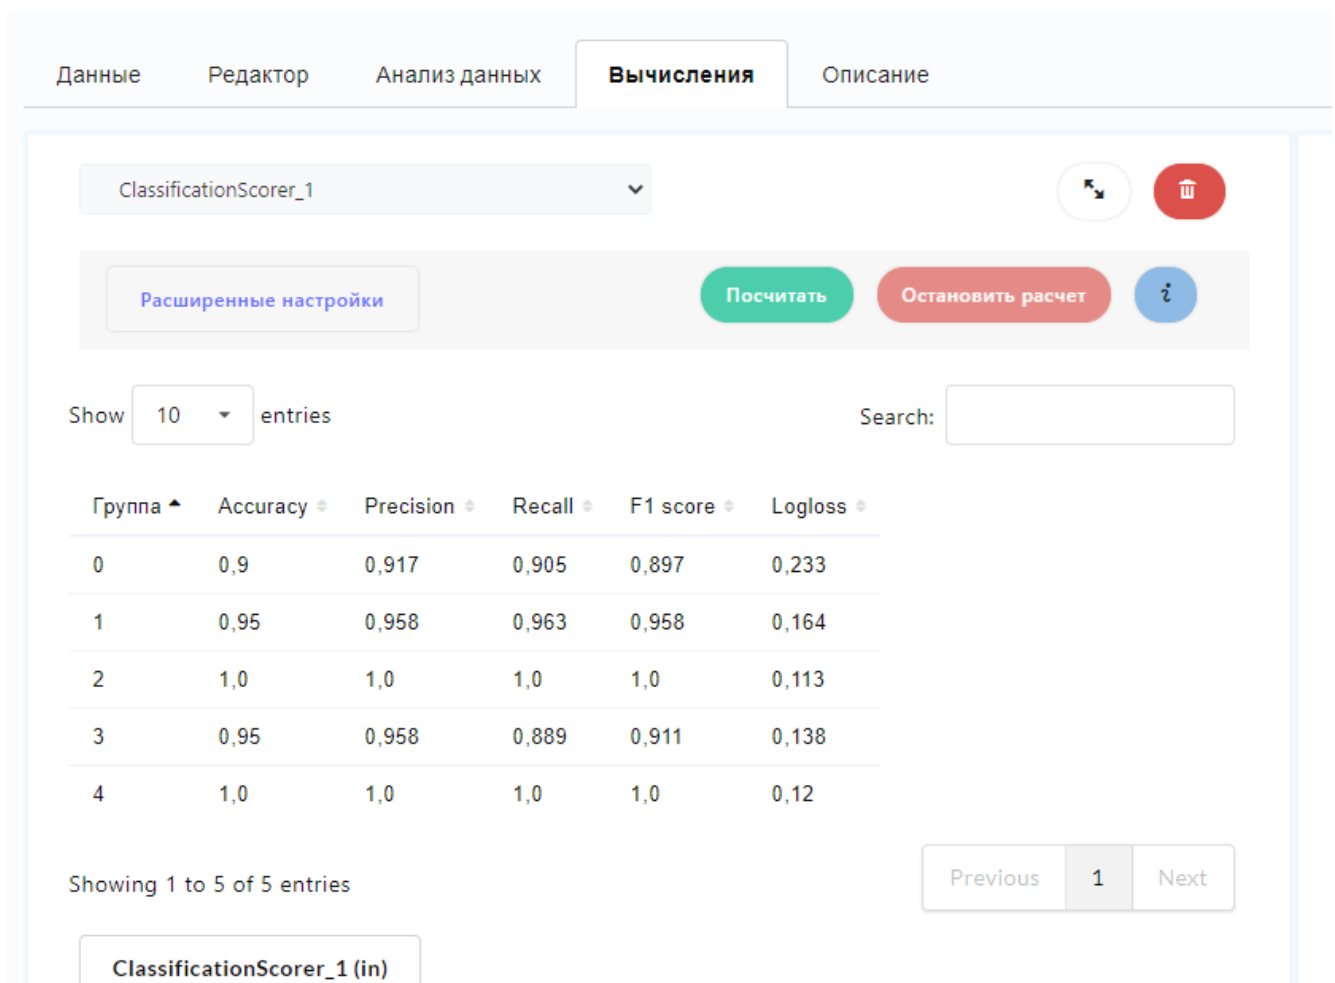 Данные Редактор Анализ данных Вычисления Описание
ClassificationScorer_1
Расширенные настройки Посчитать Остановить расчет i
Show 10 entries Search:
Группа Accuracy Precision Recall F1 score Logloss
0 0,9 0,917 0,905 0,897 0,233
1 0,95 0,958 0,963 0,958 0,164
2 1,0 1,0 1,0 1,0 0,113
3 0,95 0,958 0,889 0,911 0,138
4 1,0 1,0 1,0 1,0 0,12
Showing 1 to 5 of 5 entries Previous 1 Next
ClassificationScorer_1 (in)